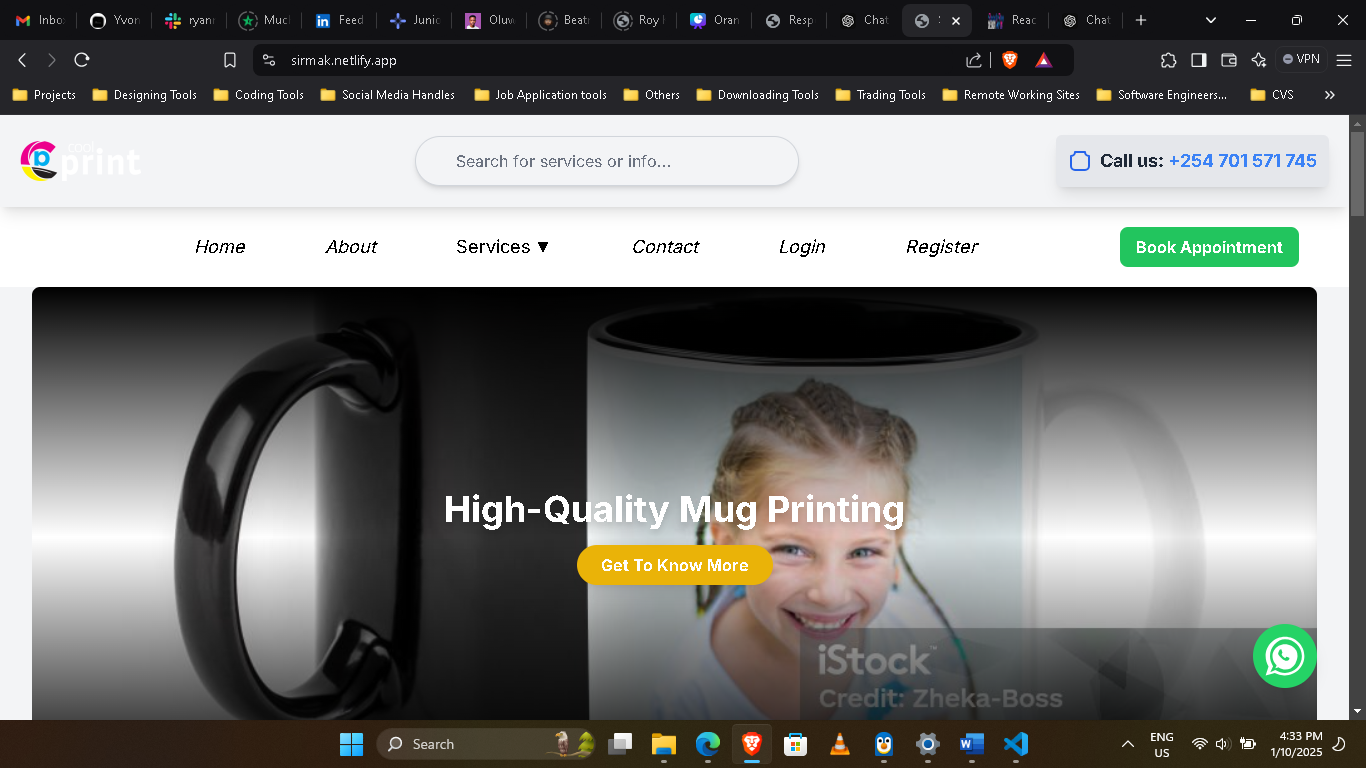 Inbo
Yvon
ryanr
Mucl
Feed
Junic
Oluw
Beatr
Roy I
Oran
Resp
Chat
Reac
Chat
sirmak.netlify.app
VPN
Projects
Designing Tools
Coding Tools
Social Media Handles
Job Application tools
Others
Downloading Tools
Trading Tools
Remote Working Sites
Software Engineers...
CVS
cool
print
Search for services or info...
Call us: +254 701 571 745
Home
About
Services ▼
Contact
Login
Register
Book Appointment
High-Quality Mug Printing
Get To Know More
iStock™
Credit: Zheka-Boss
Search
ENG
US
4:33 PM
1/10/2025